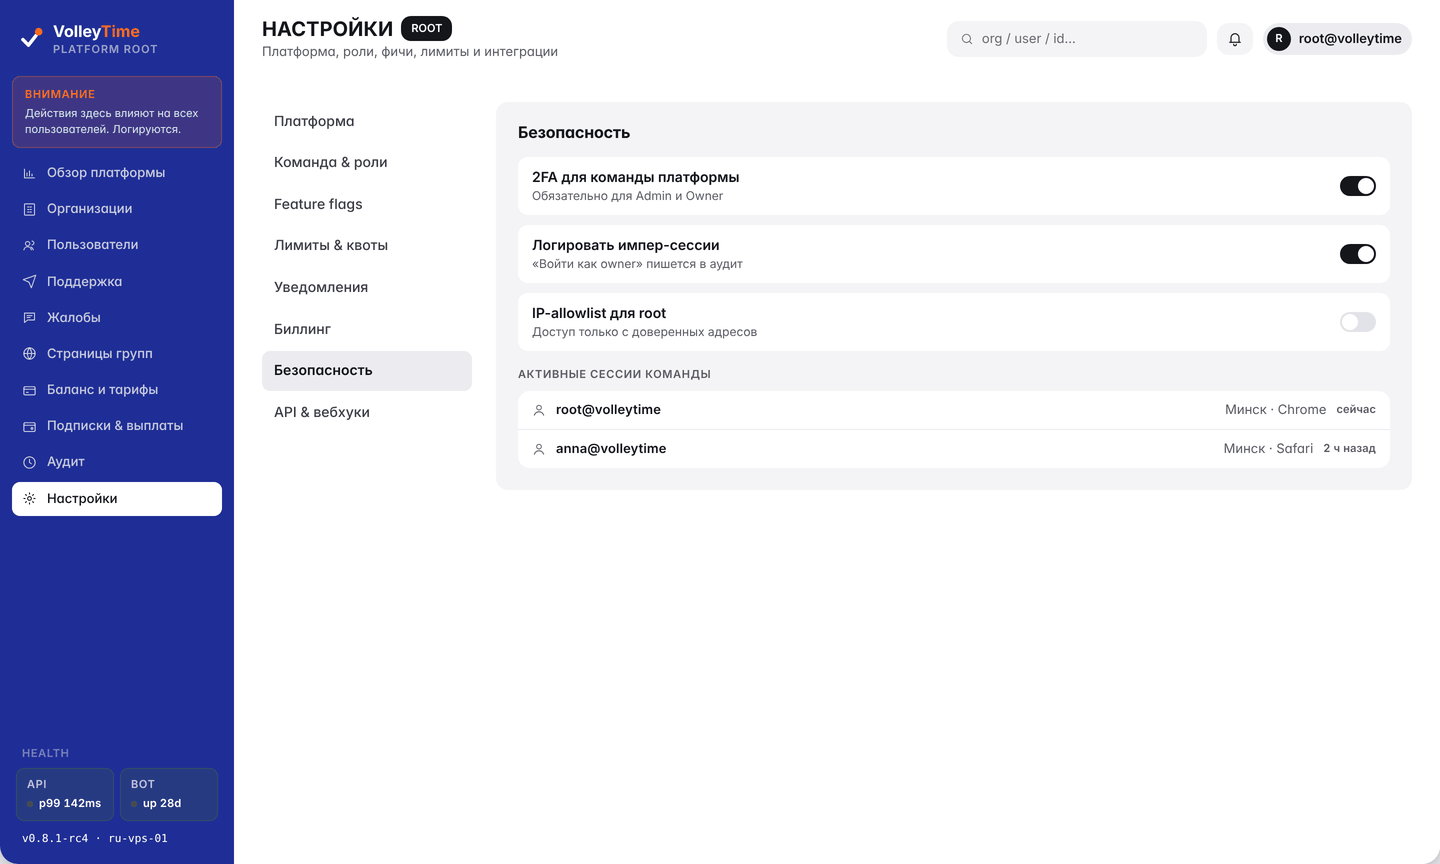 VolleyTime
PLATFORM ROOT
ВНИМАНИЕ
Действия здесь влияют на всех
пользователей. Логируются.
Обзор платформы
Организации
Пользователи
Поддержка
Жалобы
Страницы групп
Баланс и тарифы
Подписки & выплаты
Аудит
Настройки
HEALTH
API
p99 142ms
BOT
up 28d
v0.8.1-rc4 · ru-vps-01
НАСТРОЙКИ ROOT
Платформа, роли, фичи, лимиты и интеграции
org / user / id...
R root@volleytime
Платформа
Команда & роли
Feature flags
Лимиты & квоты
Уведомления
Биллинг
Безопасность
API & вебхуки
Безопасность
2FA для команды платформы
Обязательно для Admin и Owner
Логировать импер-сессии
«Войти как owner» пишется в аудит
IP-allowlist для root
Доступ только с доверенных адресов
АКТИВНЫЕ СЕССИИ КОМАНДЫ
root@volleytime Минск · Chrome сейчас
anna@volleytime Минск · Safari 2 ч назад